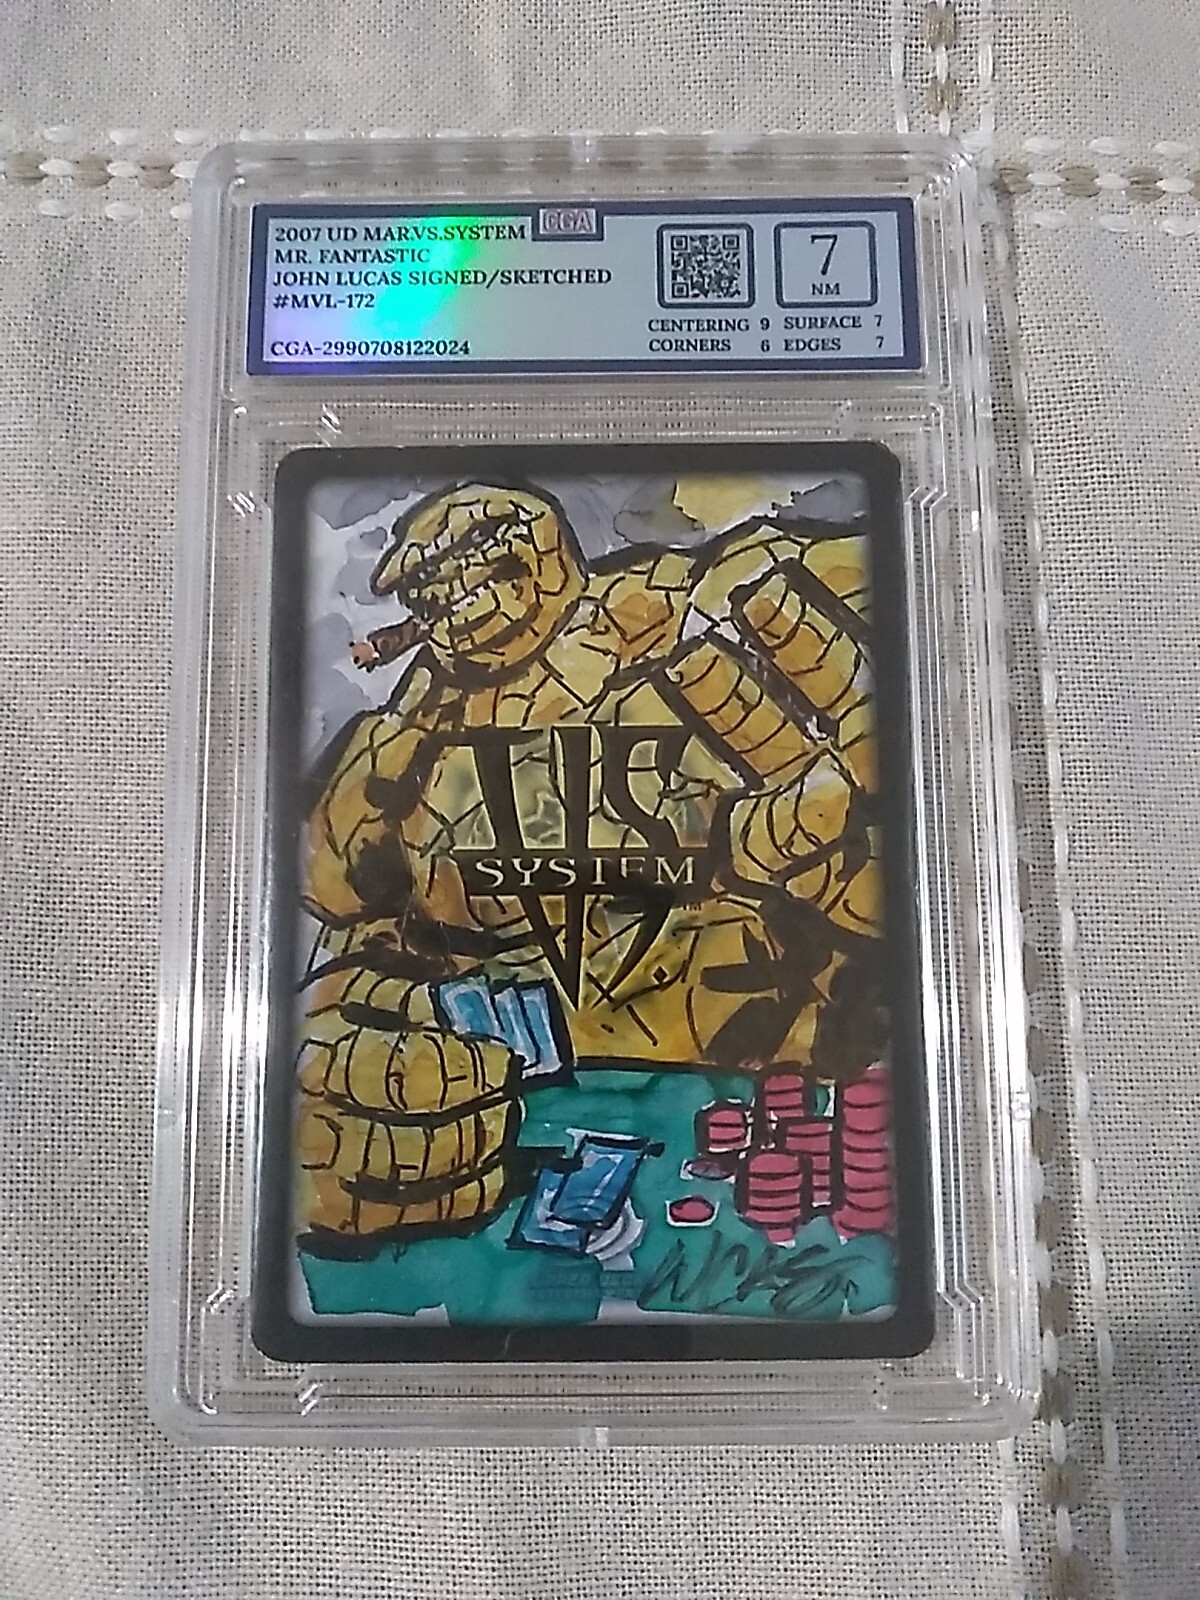 2007 UD MAR.VS.SYSTEM
MR. FANTASTIC
JOHN LUCAS SIGNED/SKETCHED
#MVL-172
CGA-2990708122024
CGA
7
NM
CENTERING 9 SURFACE 7
CORNERS 6 EDGES 7
VS
SYSTEM
TM